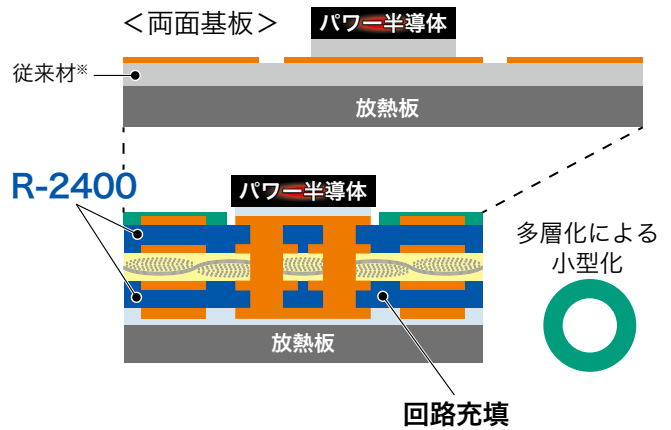 ＜両面基板＞
パワー半導体
従来材※
放熱板
R-2400
パワー半導体
多層化による
小型化
放熱板
回路充填